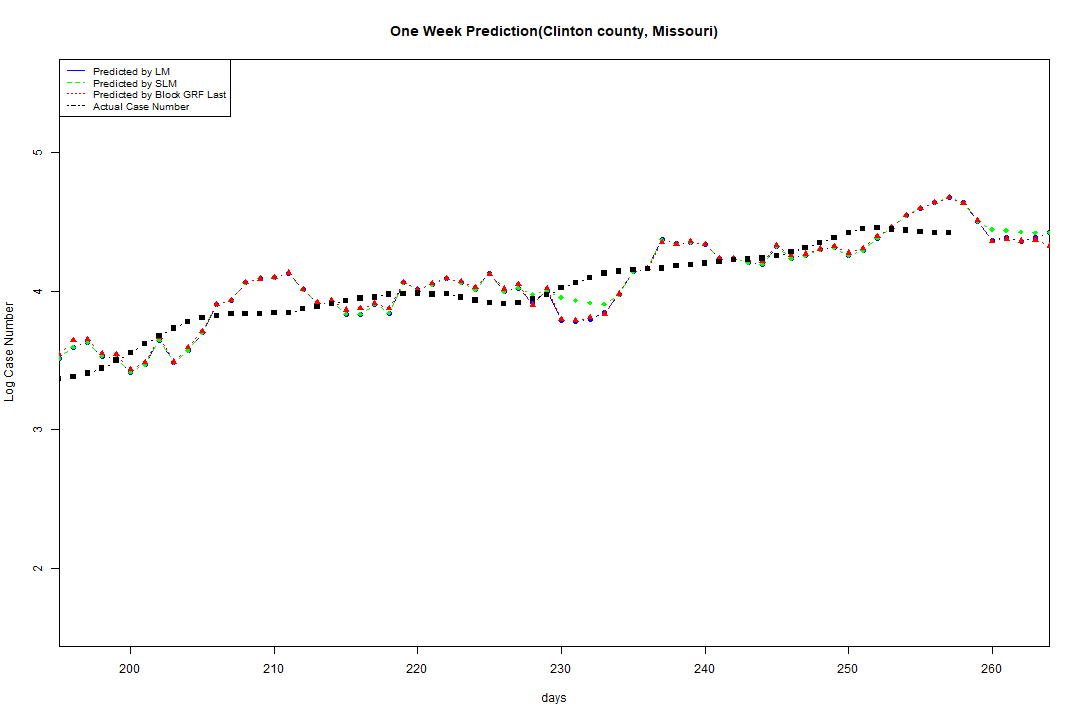 One Week Prediction(Clinton county, Missouri)
Predicted by LM
Predicted by SLM
Predicted by Block GRF Last
Actual Case Number
5
4
3
2
Log Case Number
200 210 220 230 240 250 260
days